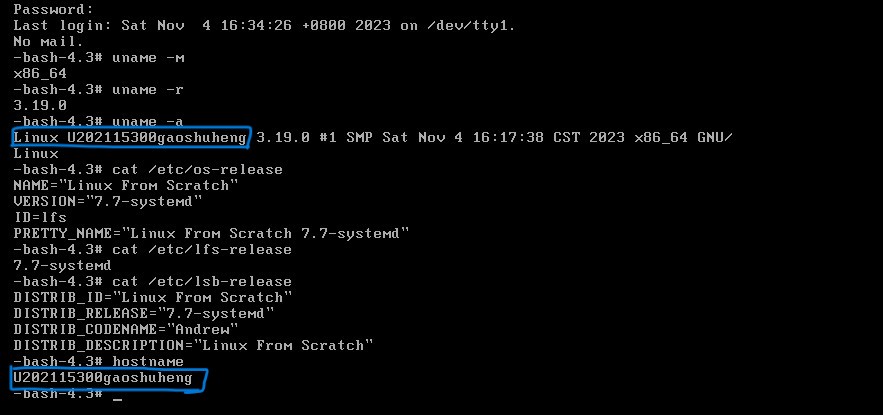 Password:
Last login: Sat Nov  4 16:34:26 +0800 2023 on /dev/tty1.
No mail.
-bash-4.3# uname -m
x86_64
-bash-4.3# uname -r
3.19.0
-bash-4.3# uname -a
Linux U202115300gaoshuheng 3.19.0 #1 SMP Sat Nov 4 16:17:38 CST 2023 x86_64 GNU/
Linux
-bash-4.3# cat /etc/os-release
NAME="Linux From Scratch"
VERSION="7.7-systemd"
ID=lfs
PRETTY_NAME="Linux From Scratch 7.7-systemd"
-bash-4.3# cat /etc/lfs-release
7.7-systemd
-bash-4.3# cat /etc/lsb-release
DISTRIB_ID="Linux From Scratch"
DISTRIB_RELEASE="7.7-systemd"
DISTRIB_CODENAME="Andrew"
DISTRIB_DESCRIPTION="Linux From Scratch"
-bash-4.3# hostname
U202115300gaoshuheng
-bash-4.3# _